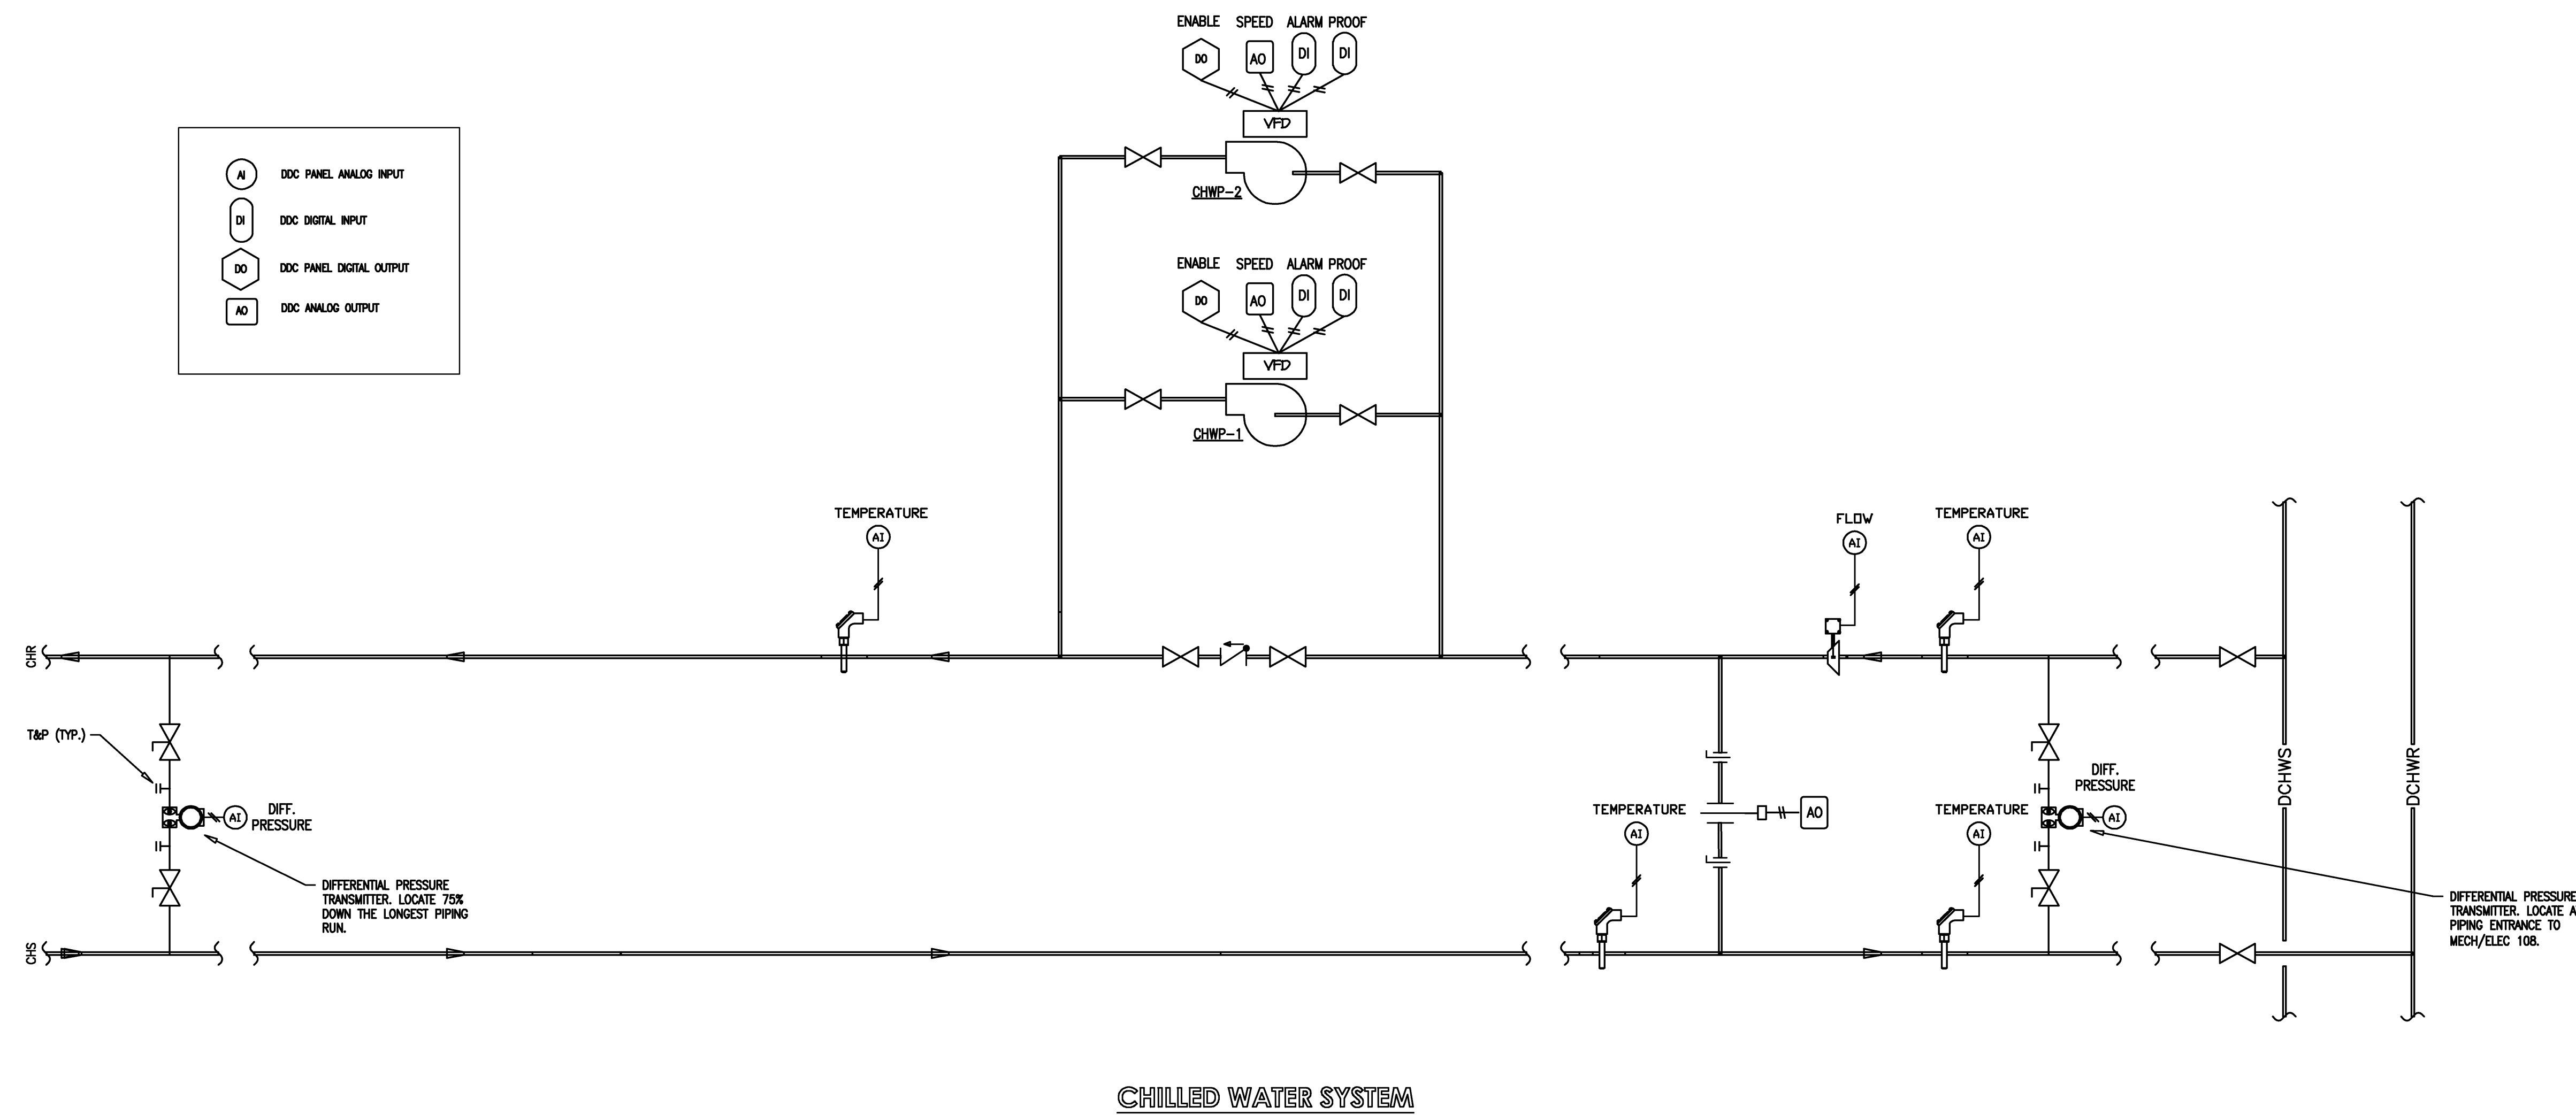 ENABLE SPEED ALARM PROOF
DO AO DI DI
VFD
CHWP-2
AI DDC PANEL ANALOG INPUT
DI DDC DIGITAL INPUT
DO DDC PANEL DIGITAL OUTPUT
AO DDC ANALOG OUTPUT
ENABLE SPEED ALARM PROOF
DO AO DI DI
VFD
CHWP-1
TEMPERATURE
AI
FLOW
AI
TEMPERATURE
AI
CHR
T&P (TYP.)
AI
DIFF.
PRESSURE
DIFFERENTIAL PRESSURE
TRANSMITTER. LOCATE 75%
DOWN THE LONGEST PIPING
RUN.
CHS
TEMPERATURE
AI
AO
TEMPERATURE
AI
DIFF.
PRESSURE
AI
DCHWS
DCHWR
DIFFERENTIAL PRESSURE
TRANSMITTER. LOCATE A
PIPING ENTRANCE TO
MECH/ELEC 108.
CHILLED WATER SYSTEM